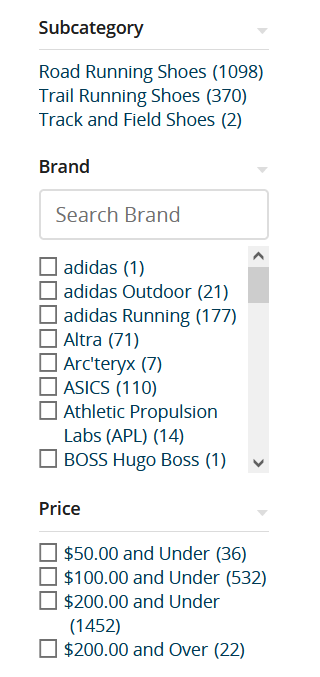 Subcategory
Road Running Shoes (1098)
Trail Running Shoes (370)
Track and Field Shoes (2)
Brand
Search Brand
adidas (1)
adidas Outdoor (21)
adidas Running (177)
Altra (71)
Arc'teryx (7)
ASICS (110)
Athletic Propulsion
Labs (APL) (14)
BOSS Hugo Boss (1)
Price
$50.00 and Under (36)
$100.00 and Under (532)
$200.00 and Under
(1452)
$200.00 and Over (22)